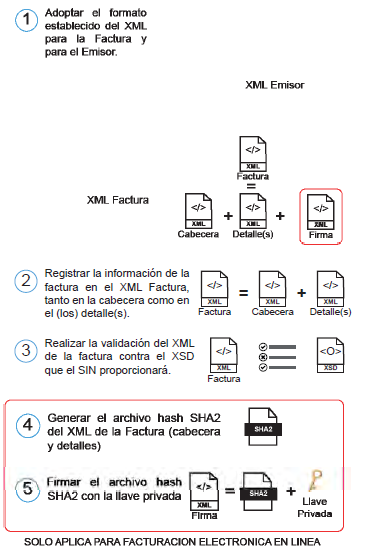 1 Adoptar el formato
establecido del XML
para la Factura y
para el Emisor.
XML Emisor
</>
XML
Factura
=
XML Factura
</> + </> + </>
XML XML XML
Cabecera Detalle(s) Firma
2 Registrar la información de la
factura en el XML Factura,
tanto en la cabecera como en
el (los) detalle(s).
</> = </> + </>
XML XML XML
Factura Cabecera Detalle(s)
3 Realizar la validación del XML
de la factura contra el XSD
que el SIN proporcionará.
</> <O>
XML XSD
Factura
4 Generar el archivo hash SHA2
del XML de la Factura (cabecera
y detalles)
SHA2
5 Firmar el archivo hash
SHA2 con la llave privada
</> = SHA2 +
XML
Firma
Llave
Privada
SOLO APLICA PARA FACTURACION ELECTRONICA EN LINEA